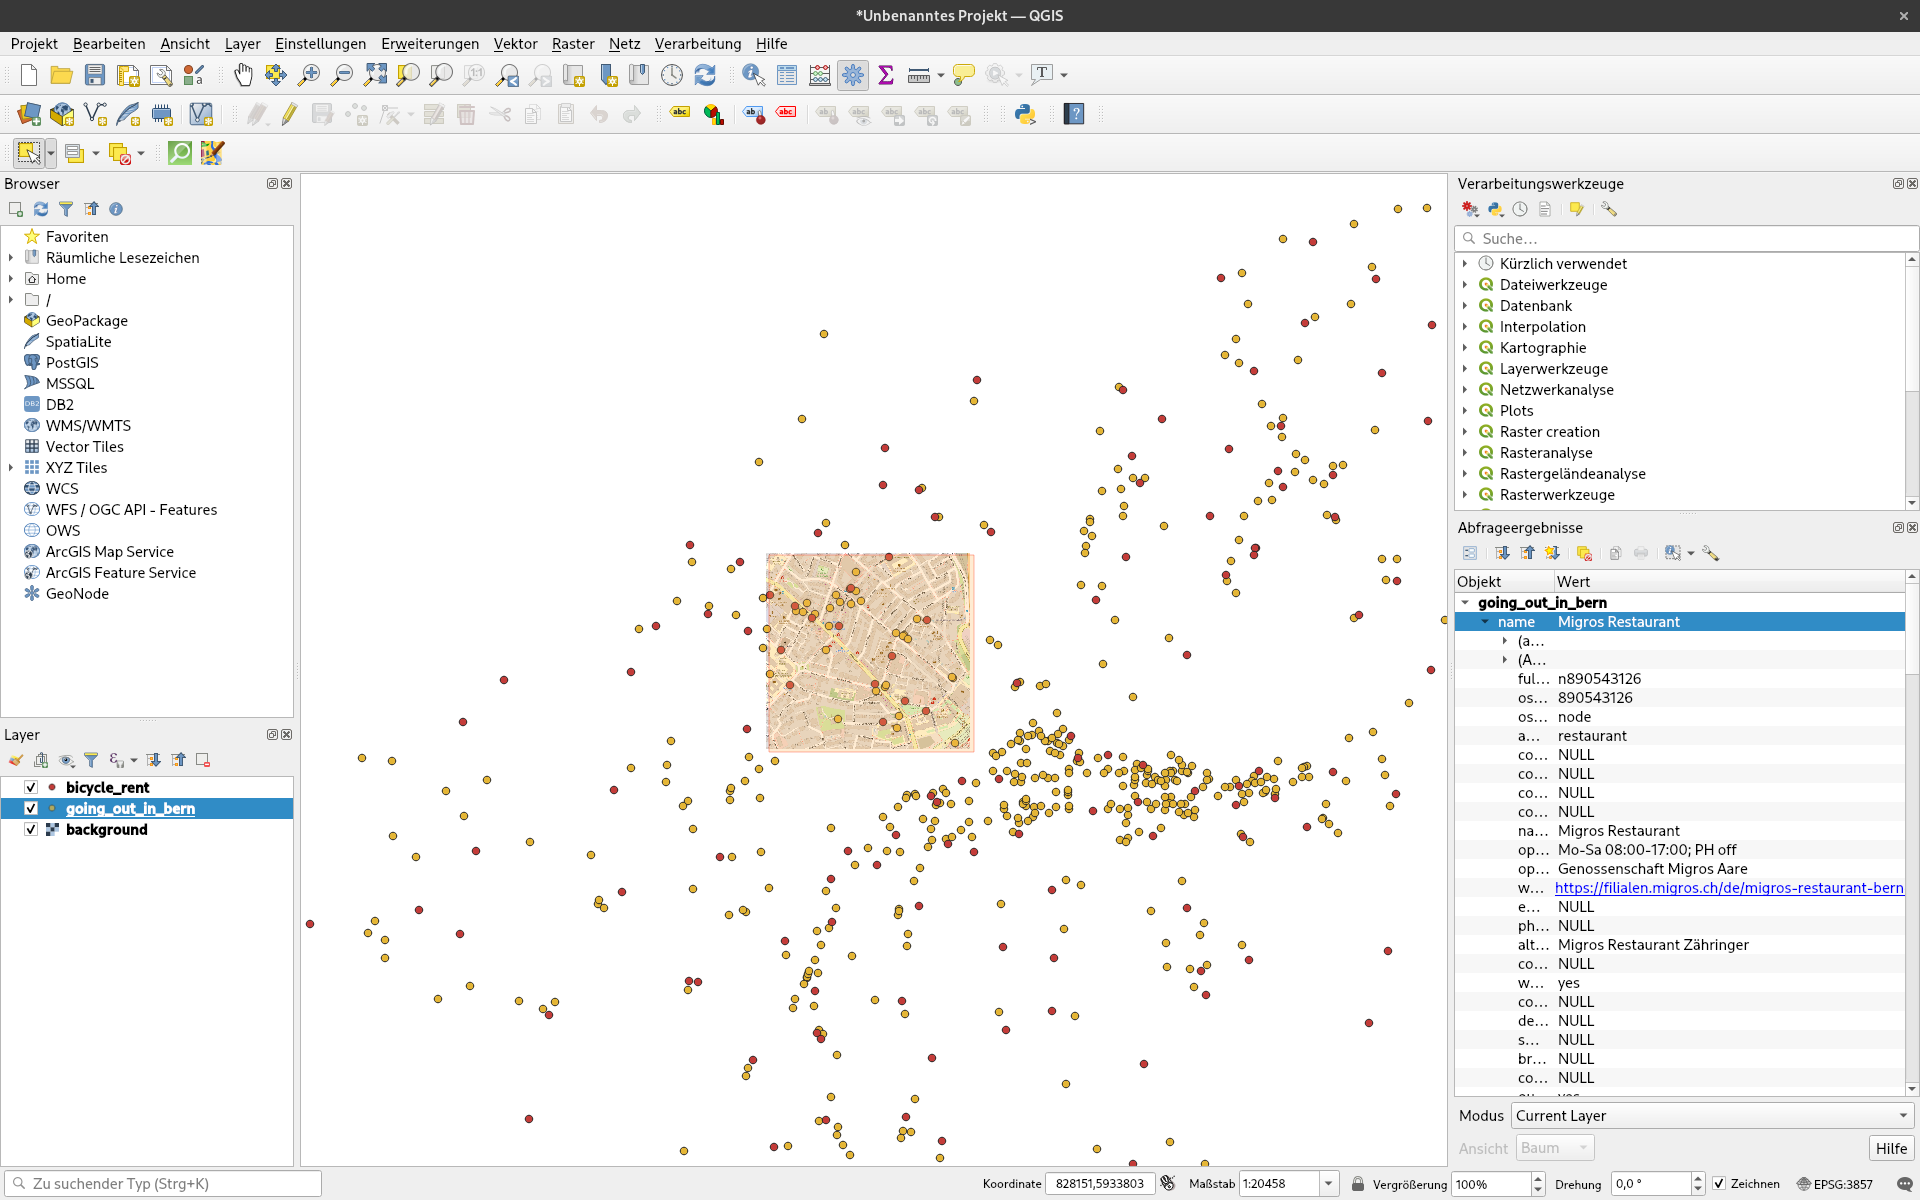 *Unbenanntes Projekt — QGIS
Projekt Bearbeiten Ansicht Layer Einstellungen Erweiterungen Vektor Raster Netz Verarbeitung Hilfe
Browser
Favoriten
Räumliche Lesezeichen
Home
/
GeoPackage
SpatiaLite
PostGIS
MSSQL
DB2
WMS/WMTS
Vector Tiles
XYZ Tiles
WCS
WFS / OGC API - Features
OWS
ArcGIS Map Service
ArcGIS Feature Service
GeoNode
Layer
bicycle_rent
going_out_in_bern
background
Verarbeitungswerkzeuge
Suche…
Kürzlich verwendet
Dateiwerkzeuge
Datenbank
Interpolation
Kartographie
Layerwerkzeuge
Netzwerkanalyse
Plots
Raster creation
Rasteranalyse
Rastergeländeanalyse
Rasterwerkzeuge
Abfrageergebnisse
Objekt Wert
going_out_in_bern
name Migros Restaurant
(a…
(A…
ful… n890543126
os… 890543126
os… node
a… restaurant
co… NULL
co… NULL
co… NULL
co… NULL
na… Migros Restaurant
op… Mo-Sa 08:00-17:00; PH off
op… Genossenschaft Migros Aare
w… https://filialen.migros.ch/de/migros-restaurant-bern
e… NULL
ph… NULL
alt… Migros Restaurant Zähringer
co… NULL
w… yes
co… NULL
de… NULL
s… NULL
br… NULL
co… NULL
Modus Current Layer
Ansicht Baum Hilfe
Zu suchender Typ (Strg+K) Koordinate 828151,5933803 Maßstab 1:20458 Vergrößerung 100% Drehung 0,0 ° Zeichnen EPSG:3857